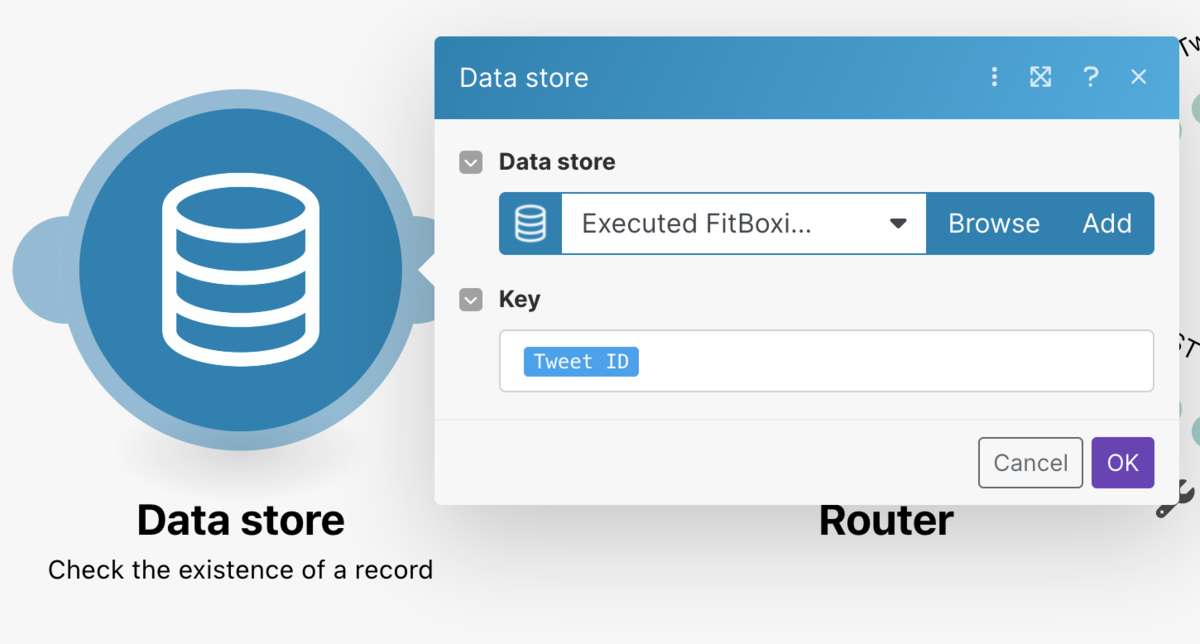 Data store
?
Data store
Executed FitBoxi...
Browse
Add
Key
Tweet ID
Cancel
OK
Data store
Check the existence of a record
Router